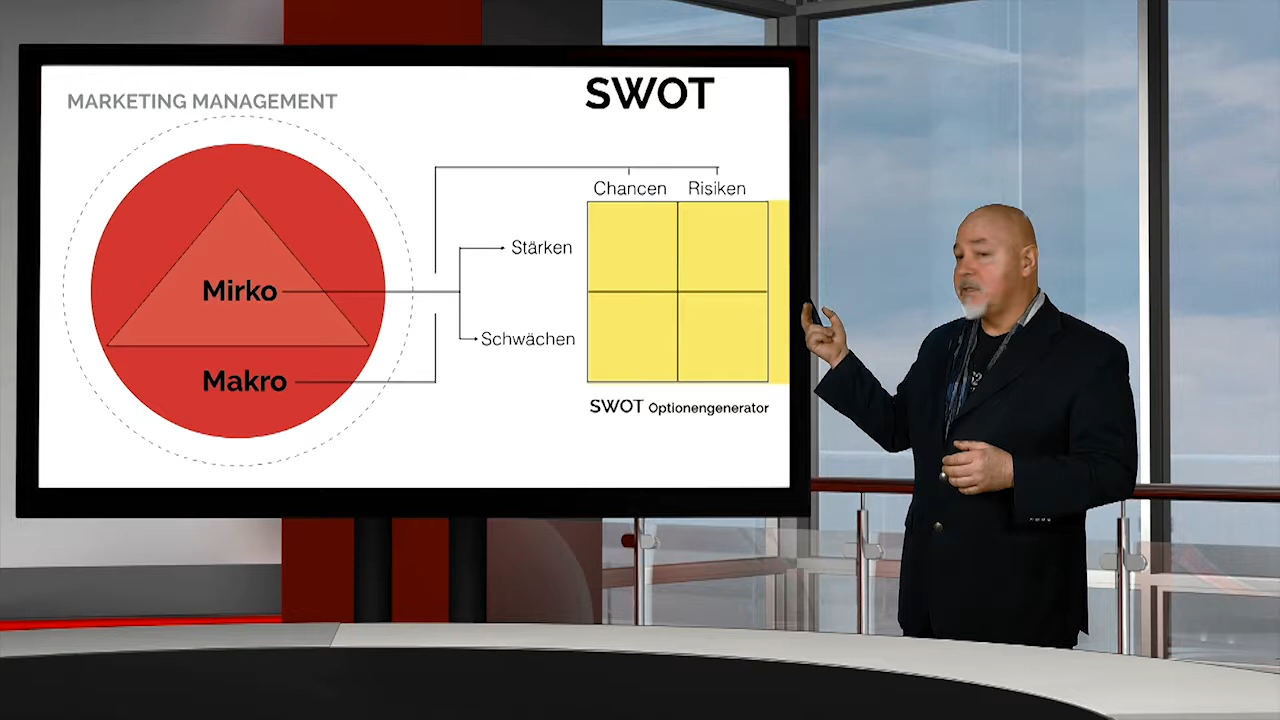 MARKETING MANAGEMENT
SWOT
Chancen Risiken
Stärken
Mirko
Schwächen
Makro
SWOT Optionengenerator